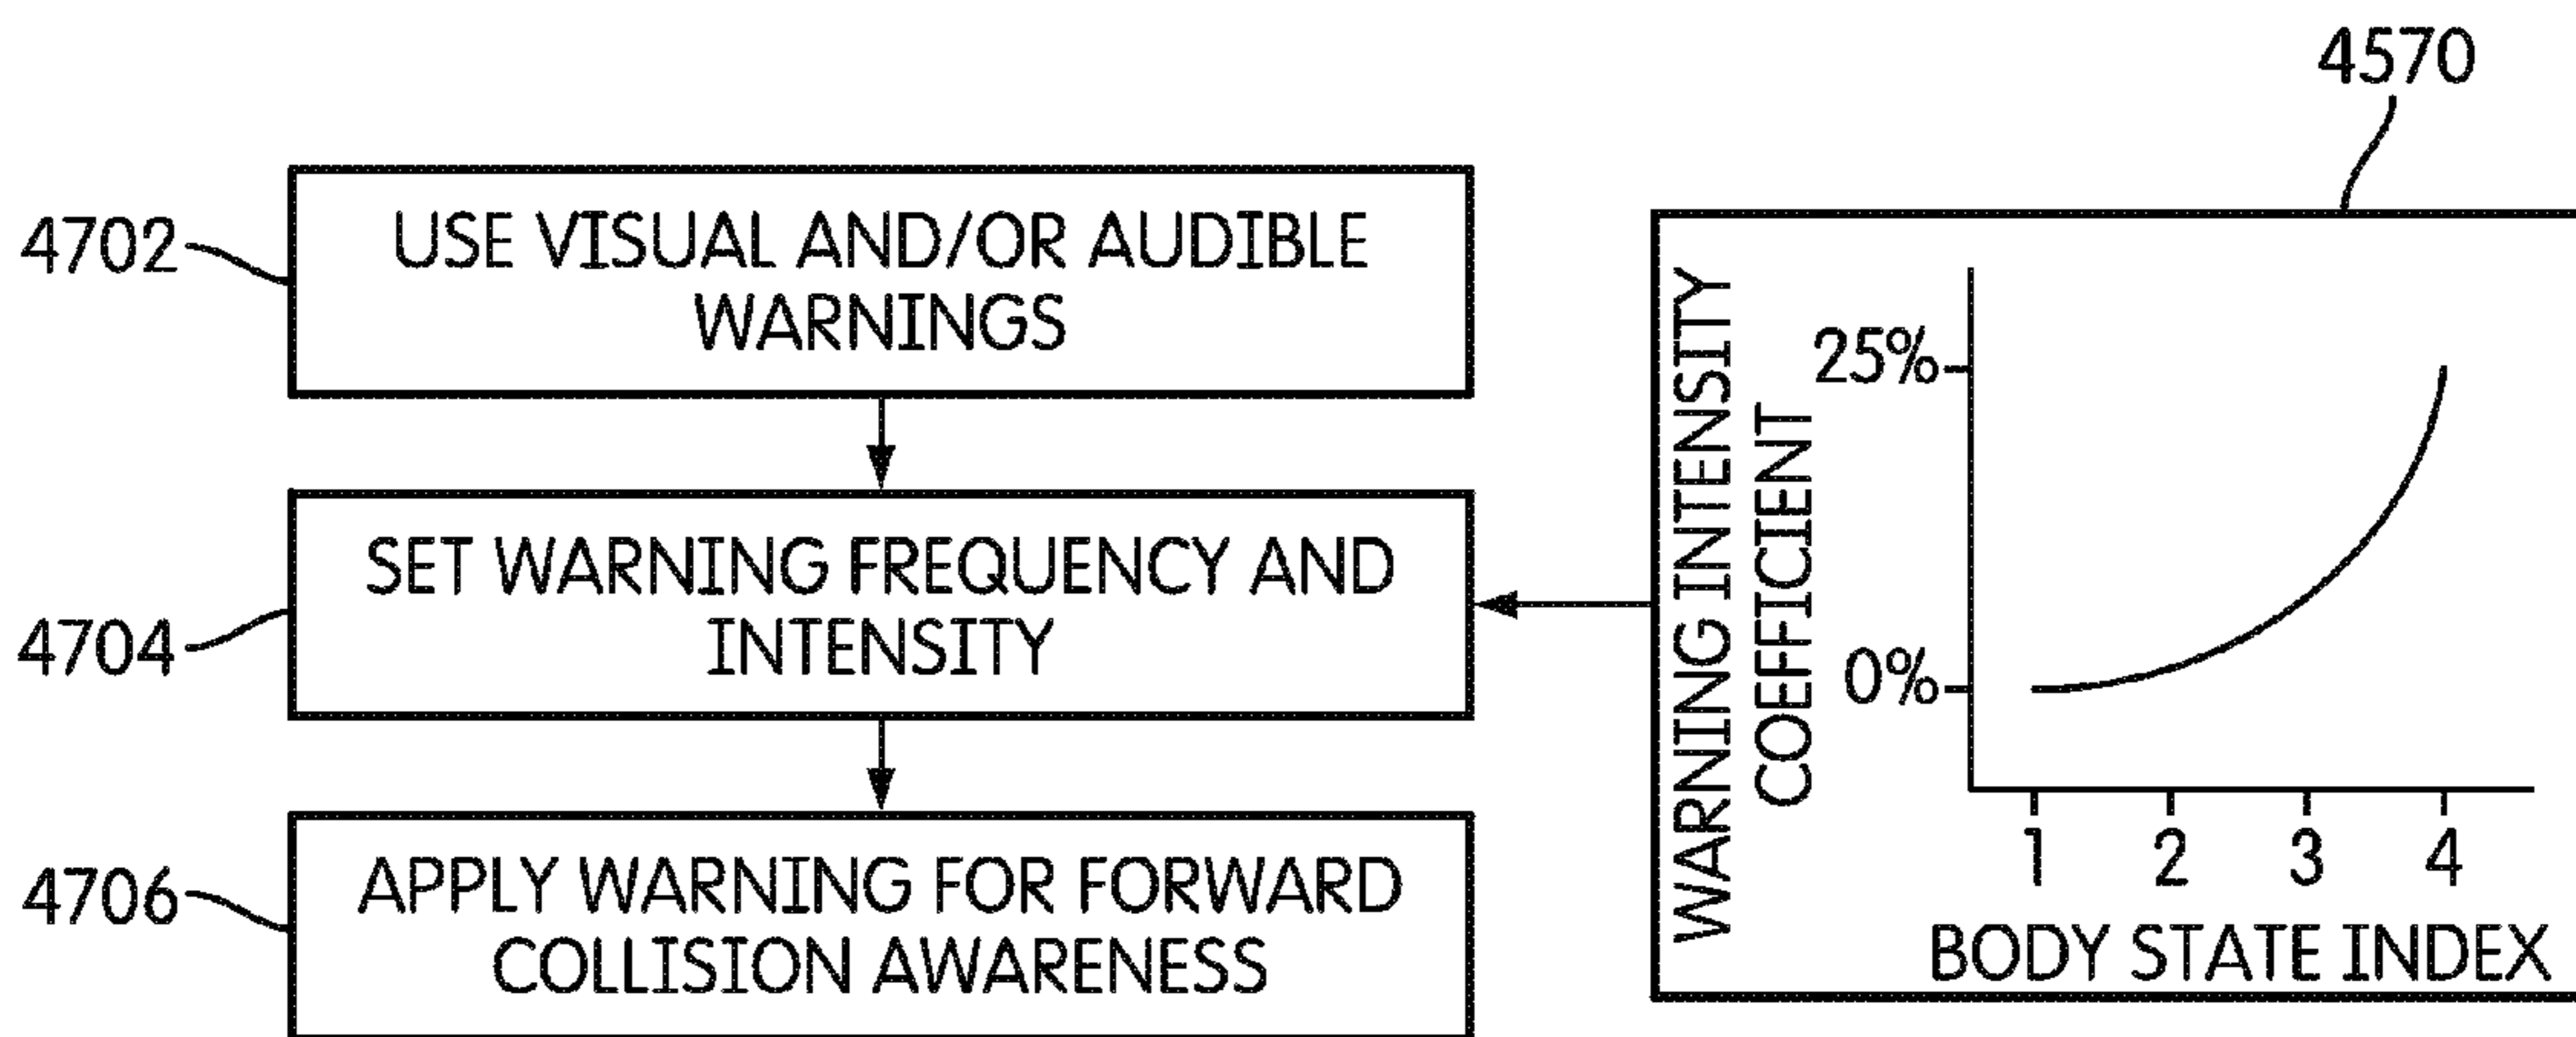 4570
4702
USE VISUAL AND/OR AUDIBLE
WARNINGS
4704
SET WARNING FREQUENCY AND
INTENSITY
4706
APPLY WARNING FOR FORWARD
COLLISION AWARENESS
WARNING INTENSITY
COEFFICIENT
25%
0%
1 2 3 4
BODY STATE INDEX